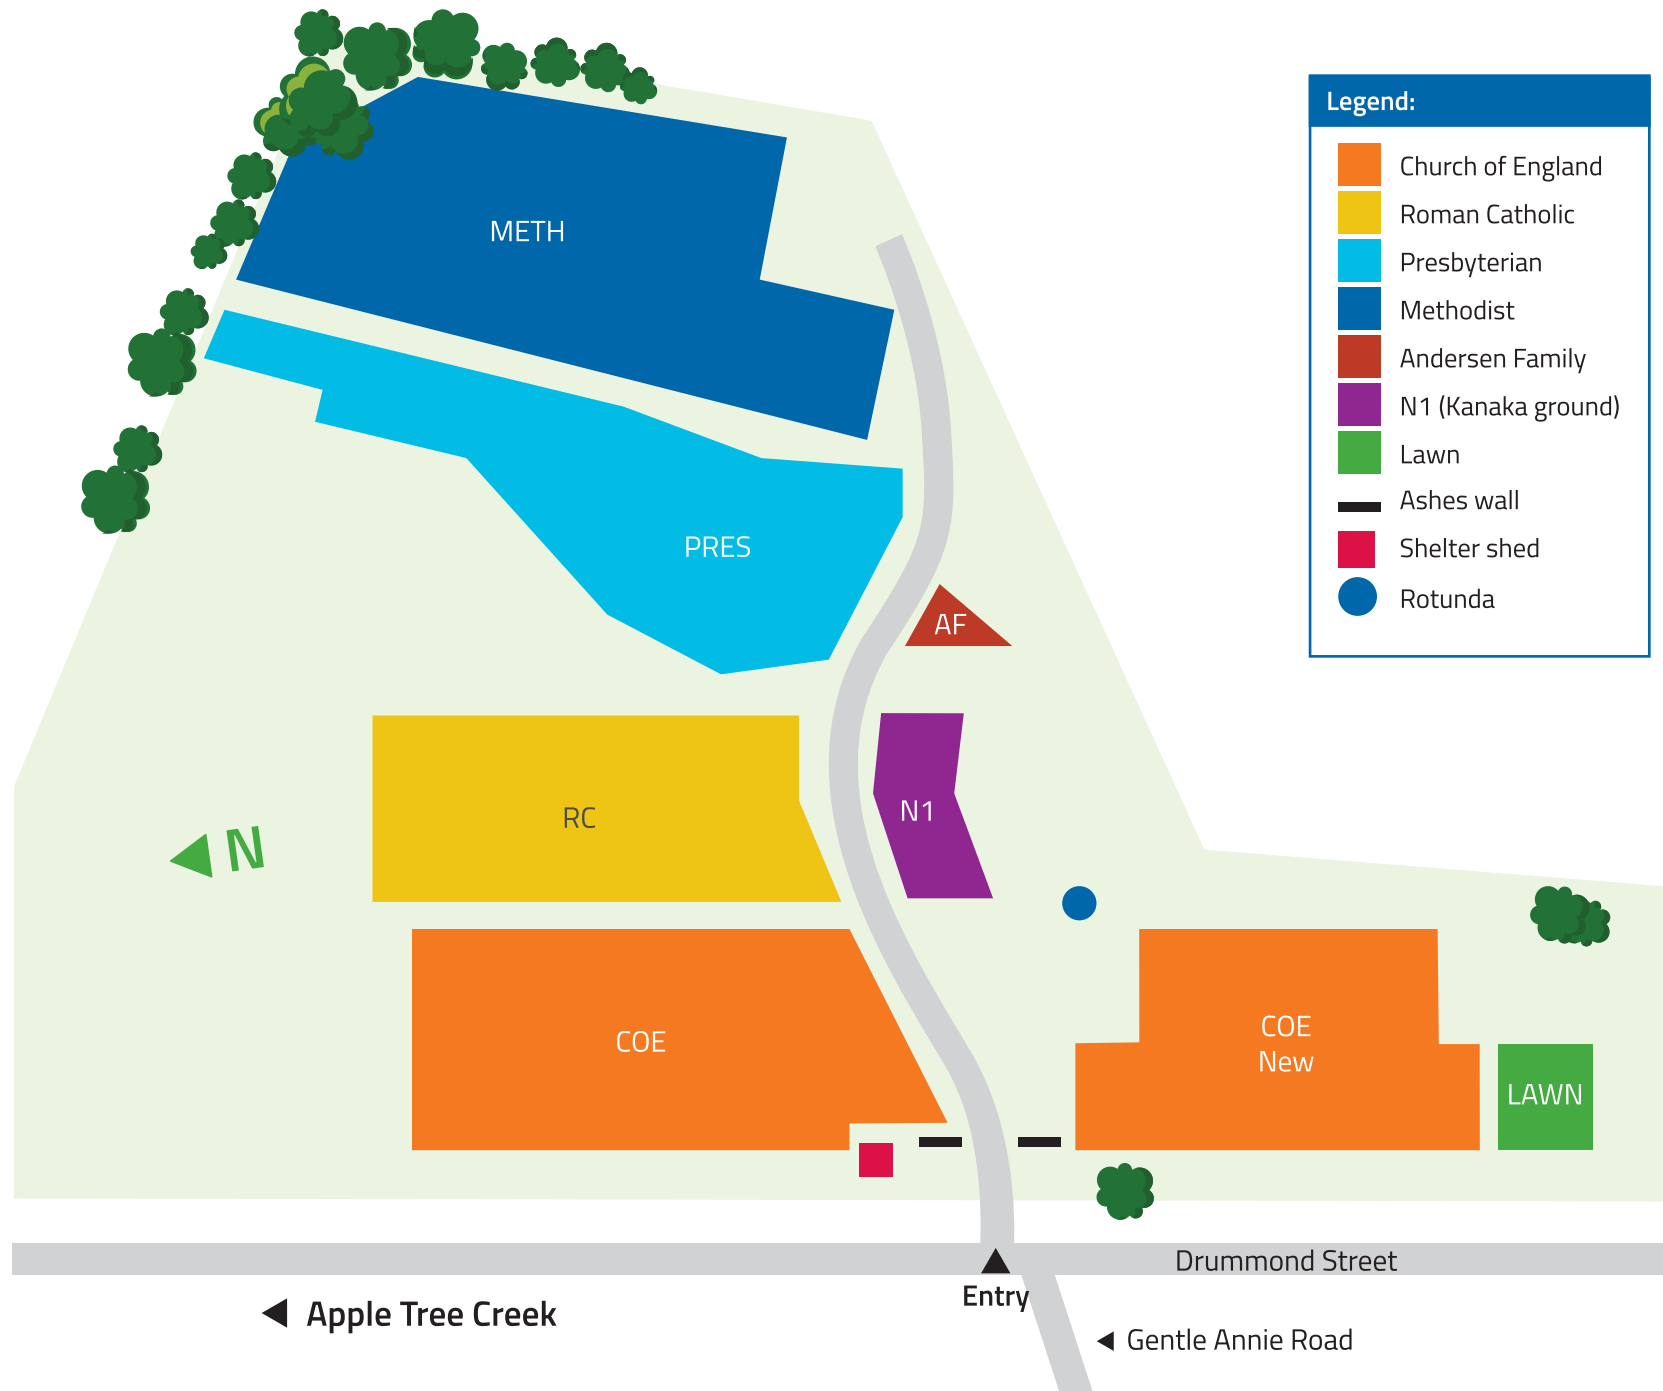 Legend:
Church of England
Roman Catholic
Presbyterian
Methodist
Andersen Family
N1 (Kanaka ground)
Lawn
Ashes wall
Shelter shed
Rotunda
METH
PRES
AF
RC
N1
N
COE
COE
New
LAWN
Drummond Street
Entry
Apple Tree Creek
Gentle Annie Road